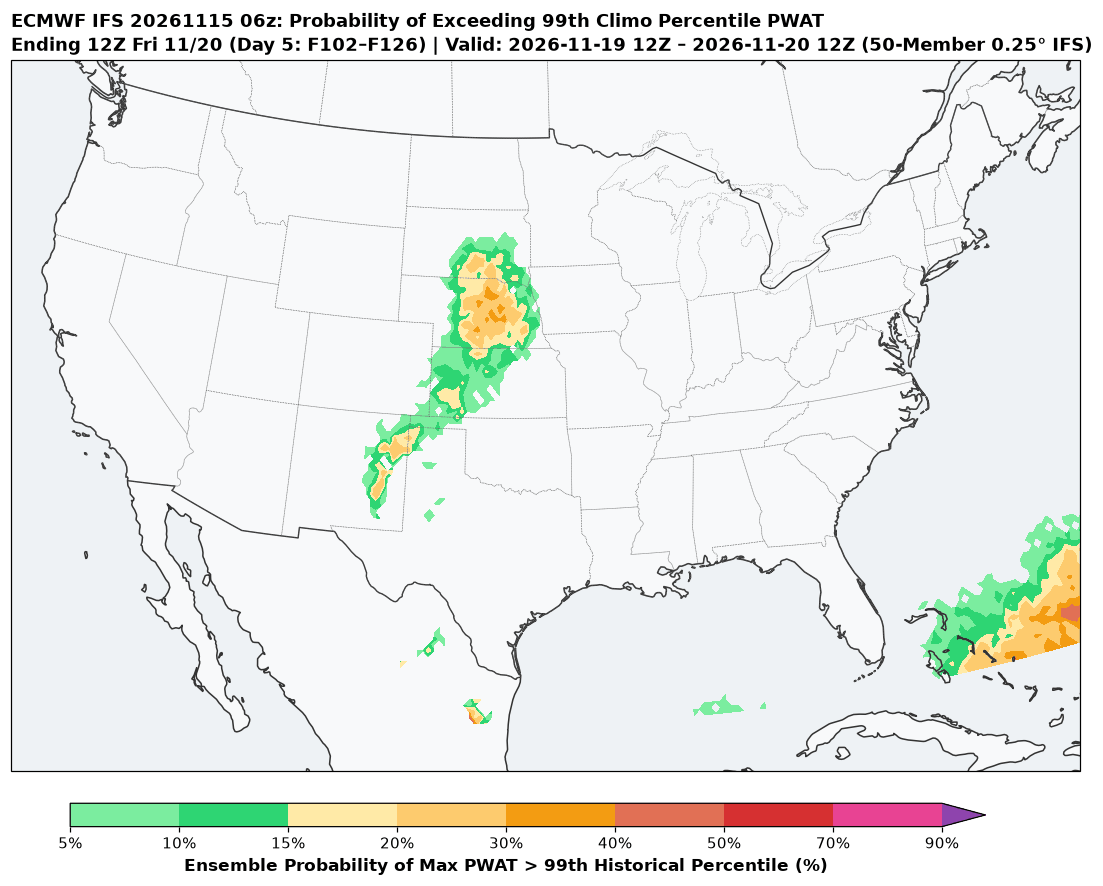 ECMWF IFS 20261115 06z: Probability of Exceeding 99th Climo Percentile PWAT
Ending 12Z Fri 11/20 (Day 5: F102–F126) | Valid: 2026-11-19 12Z – 2026-11-20 12Z (50-Member 0.25° IFS)
5% 10% 15% 20% 30% 40% 50% 70% 90%
Ensemble Probability of Max PWAT > 99th Historical Percentile (%)